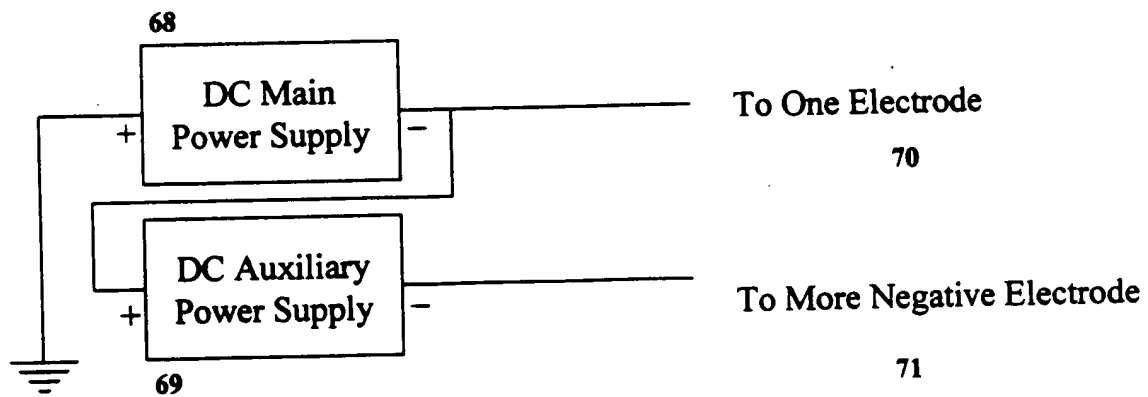 68
DC Main
Power Supply
+
−
To One Electrode
70
DC Auxiliary
Power Supply
+
−
To More Negative Electrode
69
71